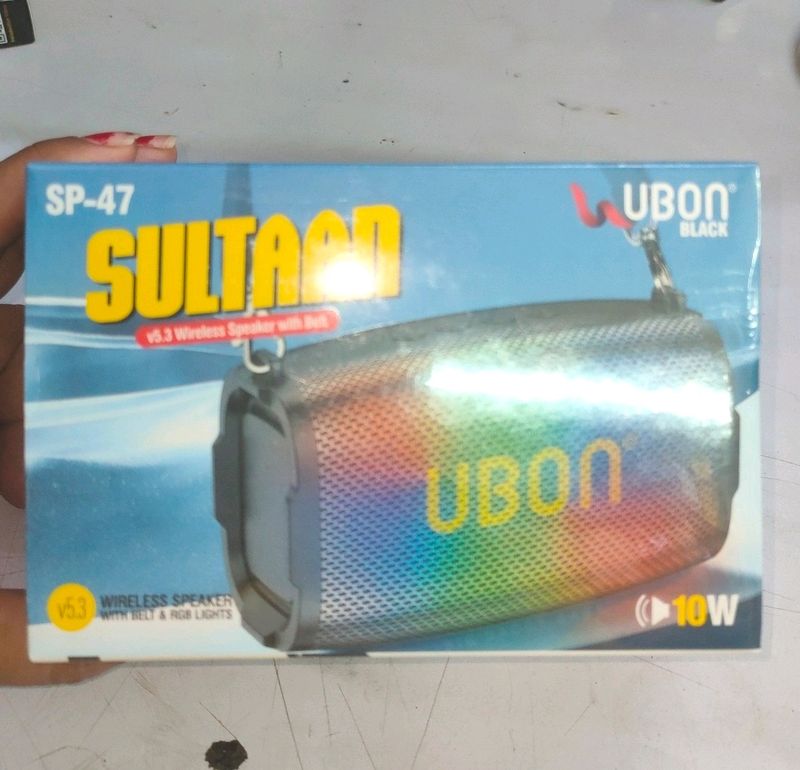 SP-47
UBON®
BLACK
SULTAAN
v5.3 Wireless Speaker with Belt
UBON®
v5.3
WIRELESS SPEAKER
WITH BELT & RGB LIGHTS
10W